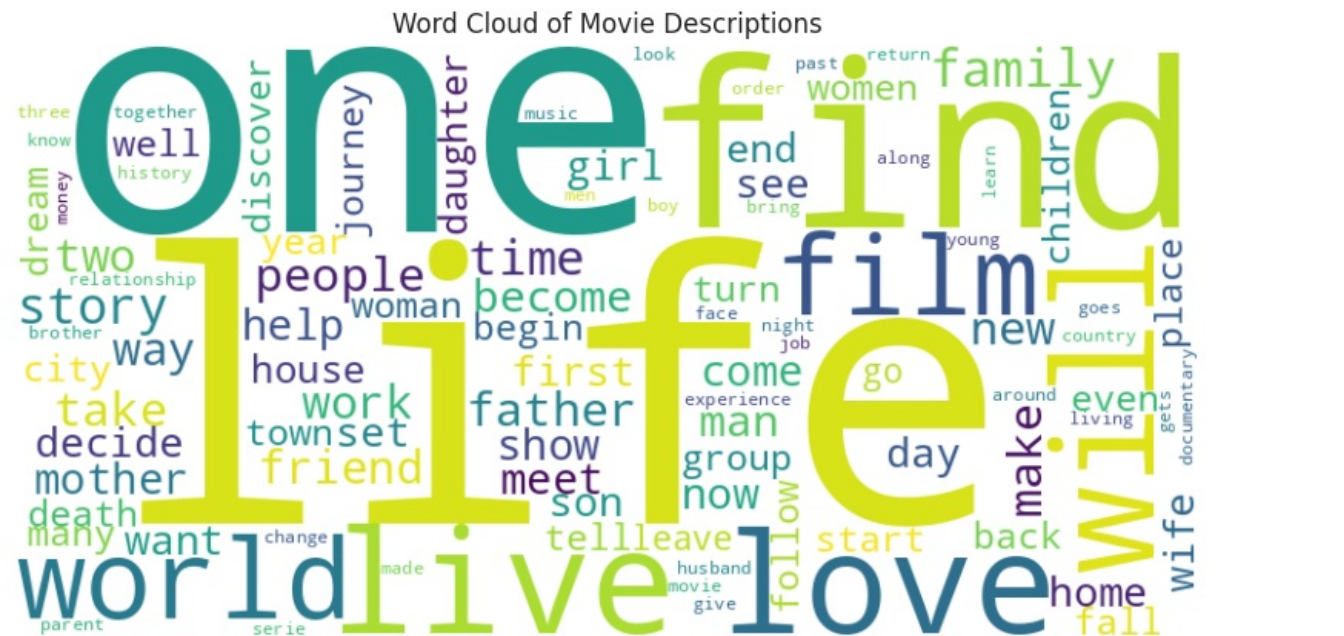 Word Cloud of Movie Descriptions
one
find
look
past
return
family
three
together
discover
journey
daughter
music
order
women
know
well
history
girl
end
along
learn
children
dream
money
men
boy
see
bring
two
year
time
film
young
place
relationship
people
become
turn
story
woman
face
goes
brother
way
help
begin
night
job
new
country
life
will
city
house
first
come
go
documentary
take
work
father
experience
around
even
gets
living
decide
town
set
show
man
day
make
mother
friend
meet
group
son
now
death
many
want
change
tell
leave
follow
start
back
wife
world
made
live
husband
movie
give
love
home
fall
parent
serie